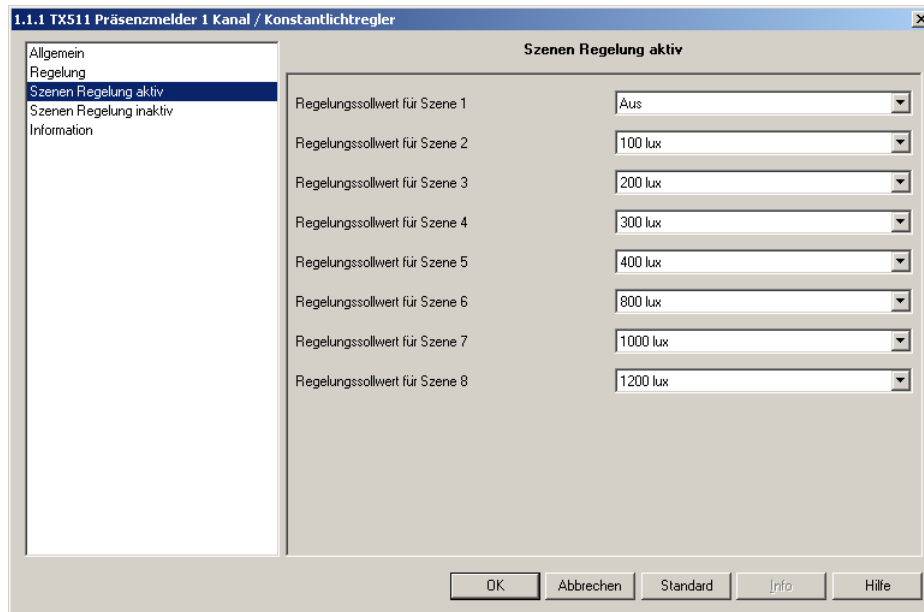 1.1.1 TX511 Präsenzmelder 1 Kanal / Konstantlichtregler
Allgemein
Regelung
Szenen Regelung aktiv
Szenen Regelung inaktiv
Information
Szenen Regelung aktiv
Regelungssollwert für Szene 1 Aus
Regelungssollwert für Szene 2 100 lux
Regelungssollwert für Szene 3 200 lux
Regelungssollwert für Szene 4 300 lux
Regelungssollwert für Szene 5 400 lux
Regelungssollwert für Szene 6 800 lux
Regelungssollwert für Szene 7 1000 lux
Regelungssollwert für Szene 8 1200 lux
OK Abbrechen Standard Info Hilfe